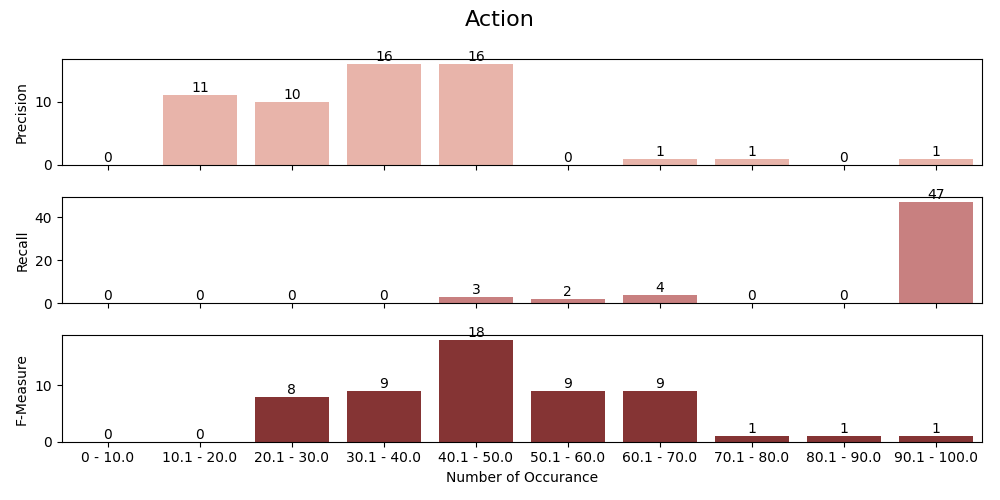 Action
Precision
10
0
0 11 10 16 16 0 1 1 0 1
Recall
40
20
0
0 0 0 0 3 2 4 0 0 47
F-Measure
10
0
0 0 8 9 18 9 9 1 1 1
0 - 10.0 10.1 - 20.0 20.1 - 30.0 30.1 - 40.0 40.1 - 50.0 50.1 - 60.0 60.1 - 70.0 70.1 - 80.0 80.1 - 90.0 90.1 - 100.0
Number of Occurance